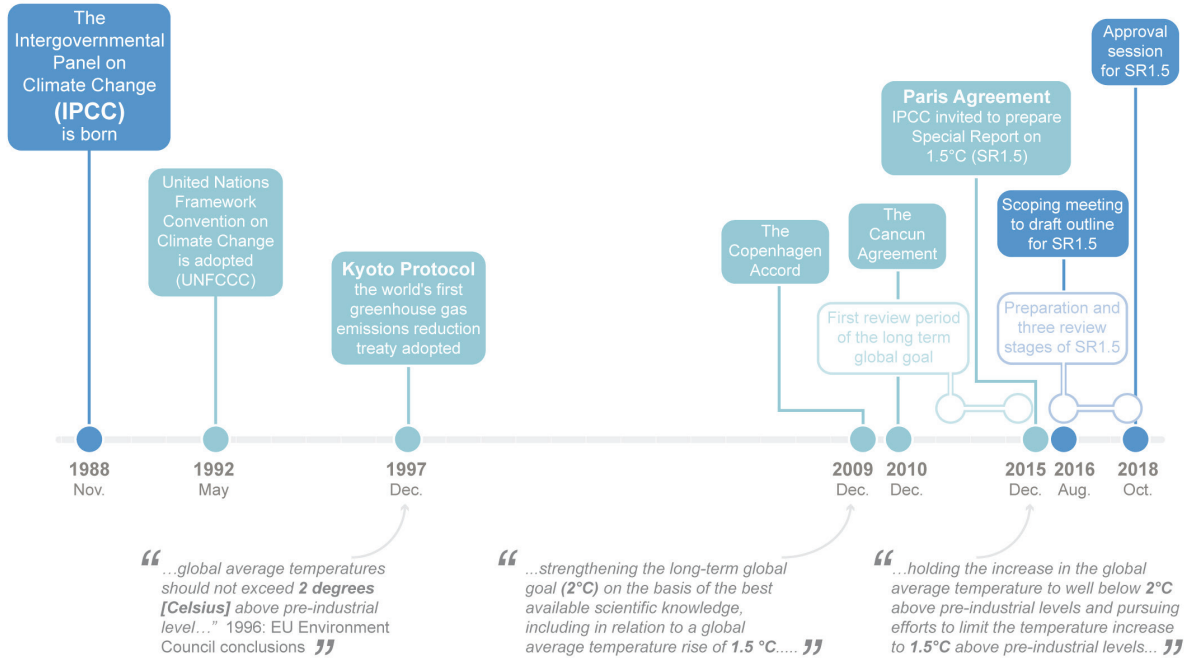 The
Intergovernmental
Panel on
Climate Change
(IPCC)
is born
United Nations
Framework
Convention on
Climate Change
is adopted
(UNFCCC)
Kyoto Protocol
the world's first
greenhouse gas
emissions reduction
treaty adopted
The
Copenhagen
Accord
The
Cancun
Agreement
First review period
of the long term
global goal
Paris Agreement
IPCC invited to prepare
Special Report on
1.5°C (SR1.5)
Scoping meeting
to draft outline
for SR1.5
Preparation and
three review
stages of SR1.5
Approval
session
for SR1.5
1988
Nov.
1992
May
1997
Dec.
2009
Dec.
2010
Dec.
2015
Dec.
2016
Aug.
2018
Oct.
“ ...global average temperatures
should not exceed 2 degrees
[Celsius] above pre-industrial
level...” 1996: EU Environment
Council conclusions ”
“ ...strengthening the long-term global
goal (2°C) on the basis of the best
available scientific knowledge,
including in relation to a global
average temperature rise of 1.5 °C..... ”
“ ...holding the increase in the global
average temperature to well below 2°C
above pre-industrial levels and pursuing
efforts to limit the temperature increase
to 1.5°C above pre-industrial levels... ”